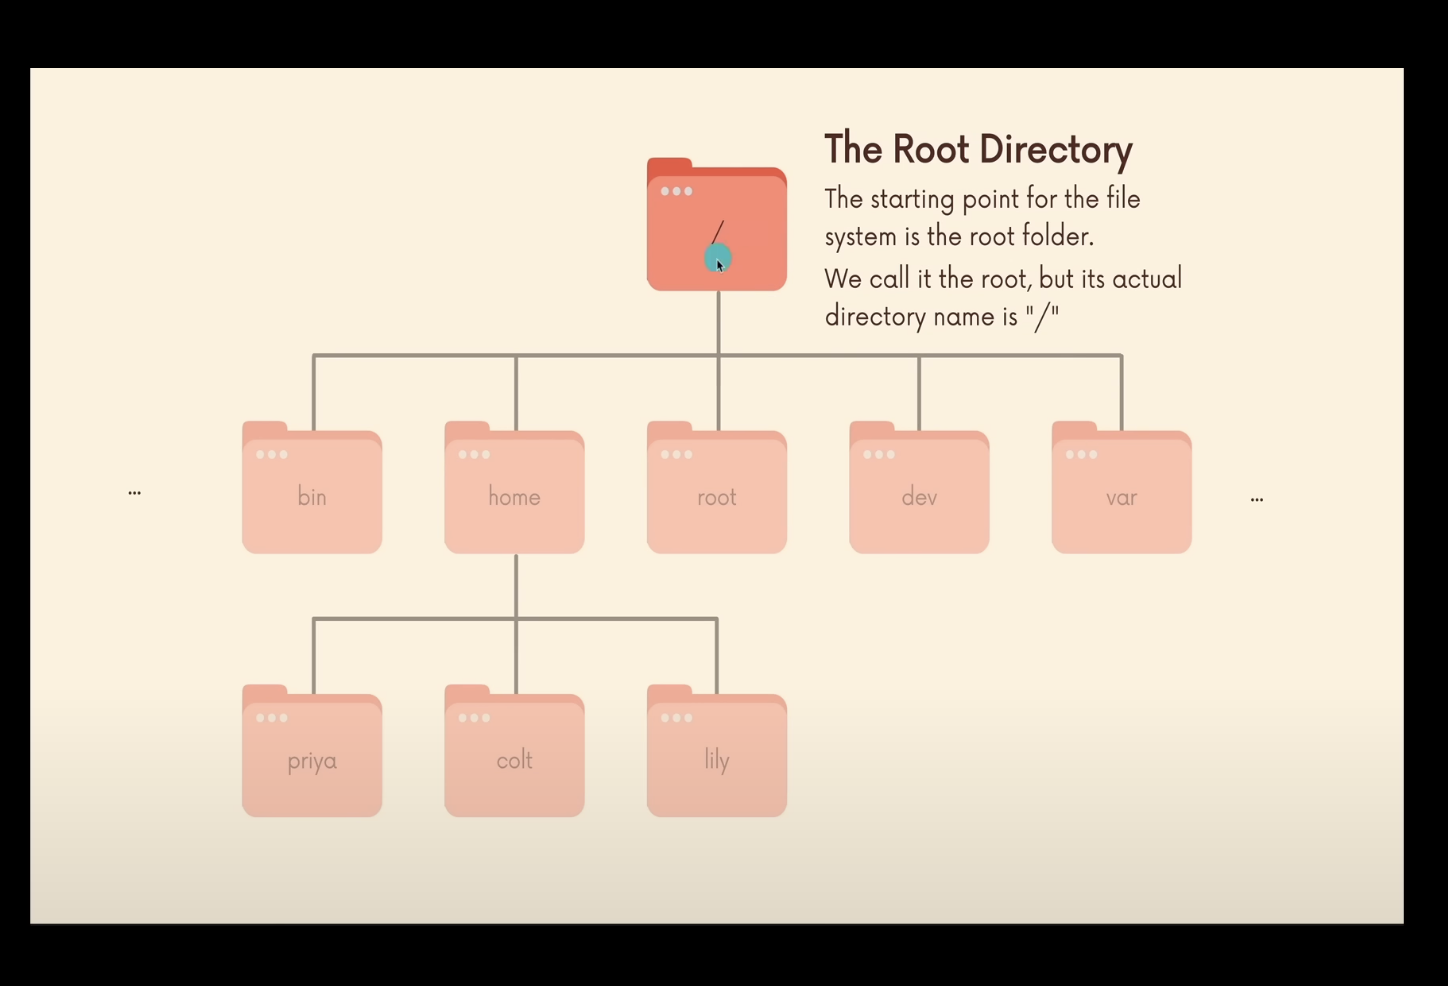 The Root Directory
The starting point for the file
system is the root folder.
We call it the root, but its actual
directory name is "/"
/
... bin home root dev var ...
priya colt lily